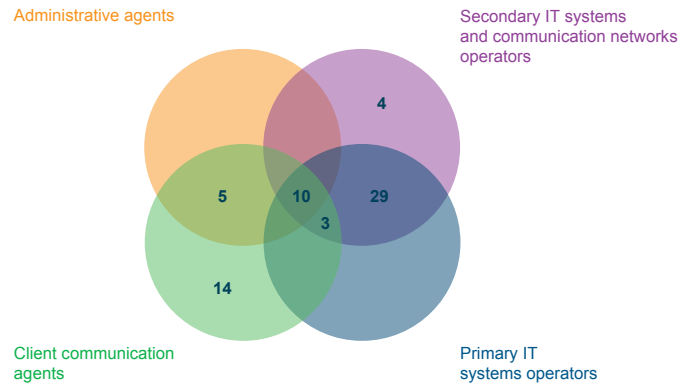 Administrative agents
Secondary IT systems
and communication networks
operators
4
5
10
29
3
14
Client communication
agents
Primary IT
systems operators